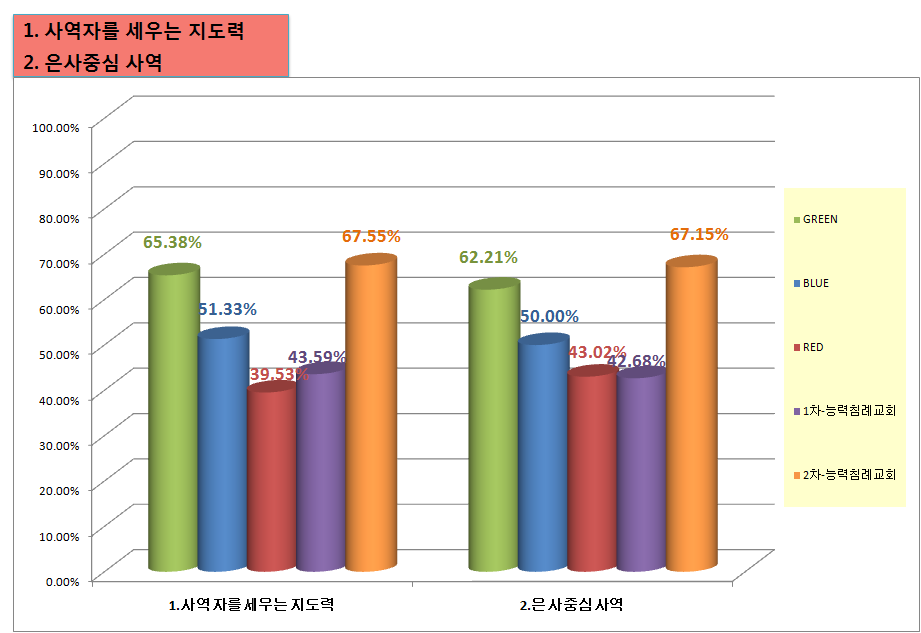 1. 사역자를 세우는 지도력
2. 은사중심 사역
100.00%
90.00%
80.00%
70.00%
60.00%
50.00%
40.00%
30.00%
20.00%
10.00%
0.00%
65.38%
51.33%
39.53%
43.59%
67.55%
62.21%
50.00%
43.02%
42.68%
67.15%
1.사역자를세우는지도력
2.은사중심사역
GREEN
BLUE
RED
1차-능력침례교회
2차-능력침례교회